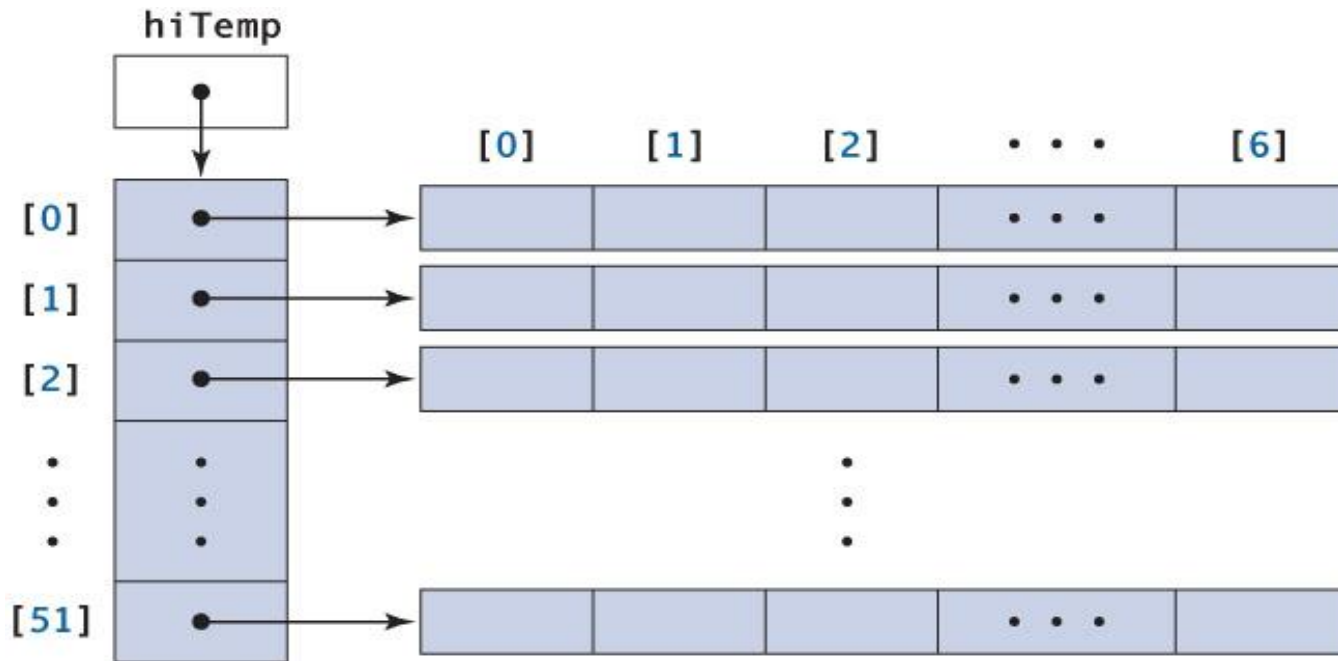 hiTemp
[0] [1] [2] • • • [6]
[0] • • •
[1] • • •
[2] • • •
[51] • • •